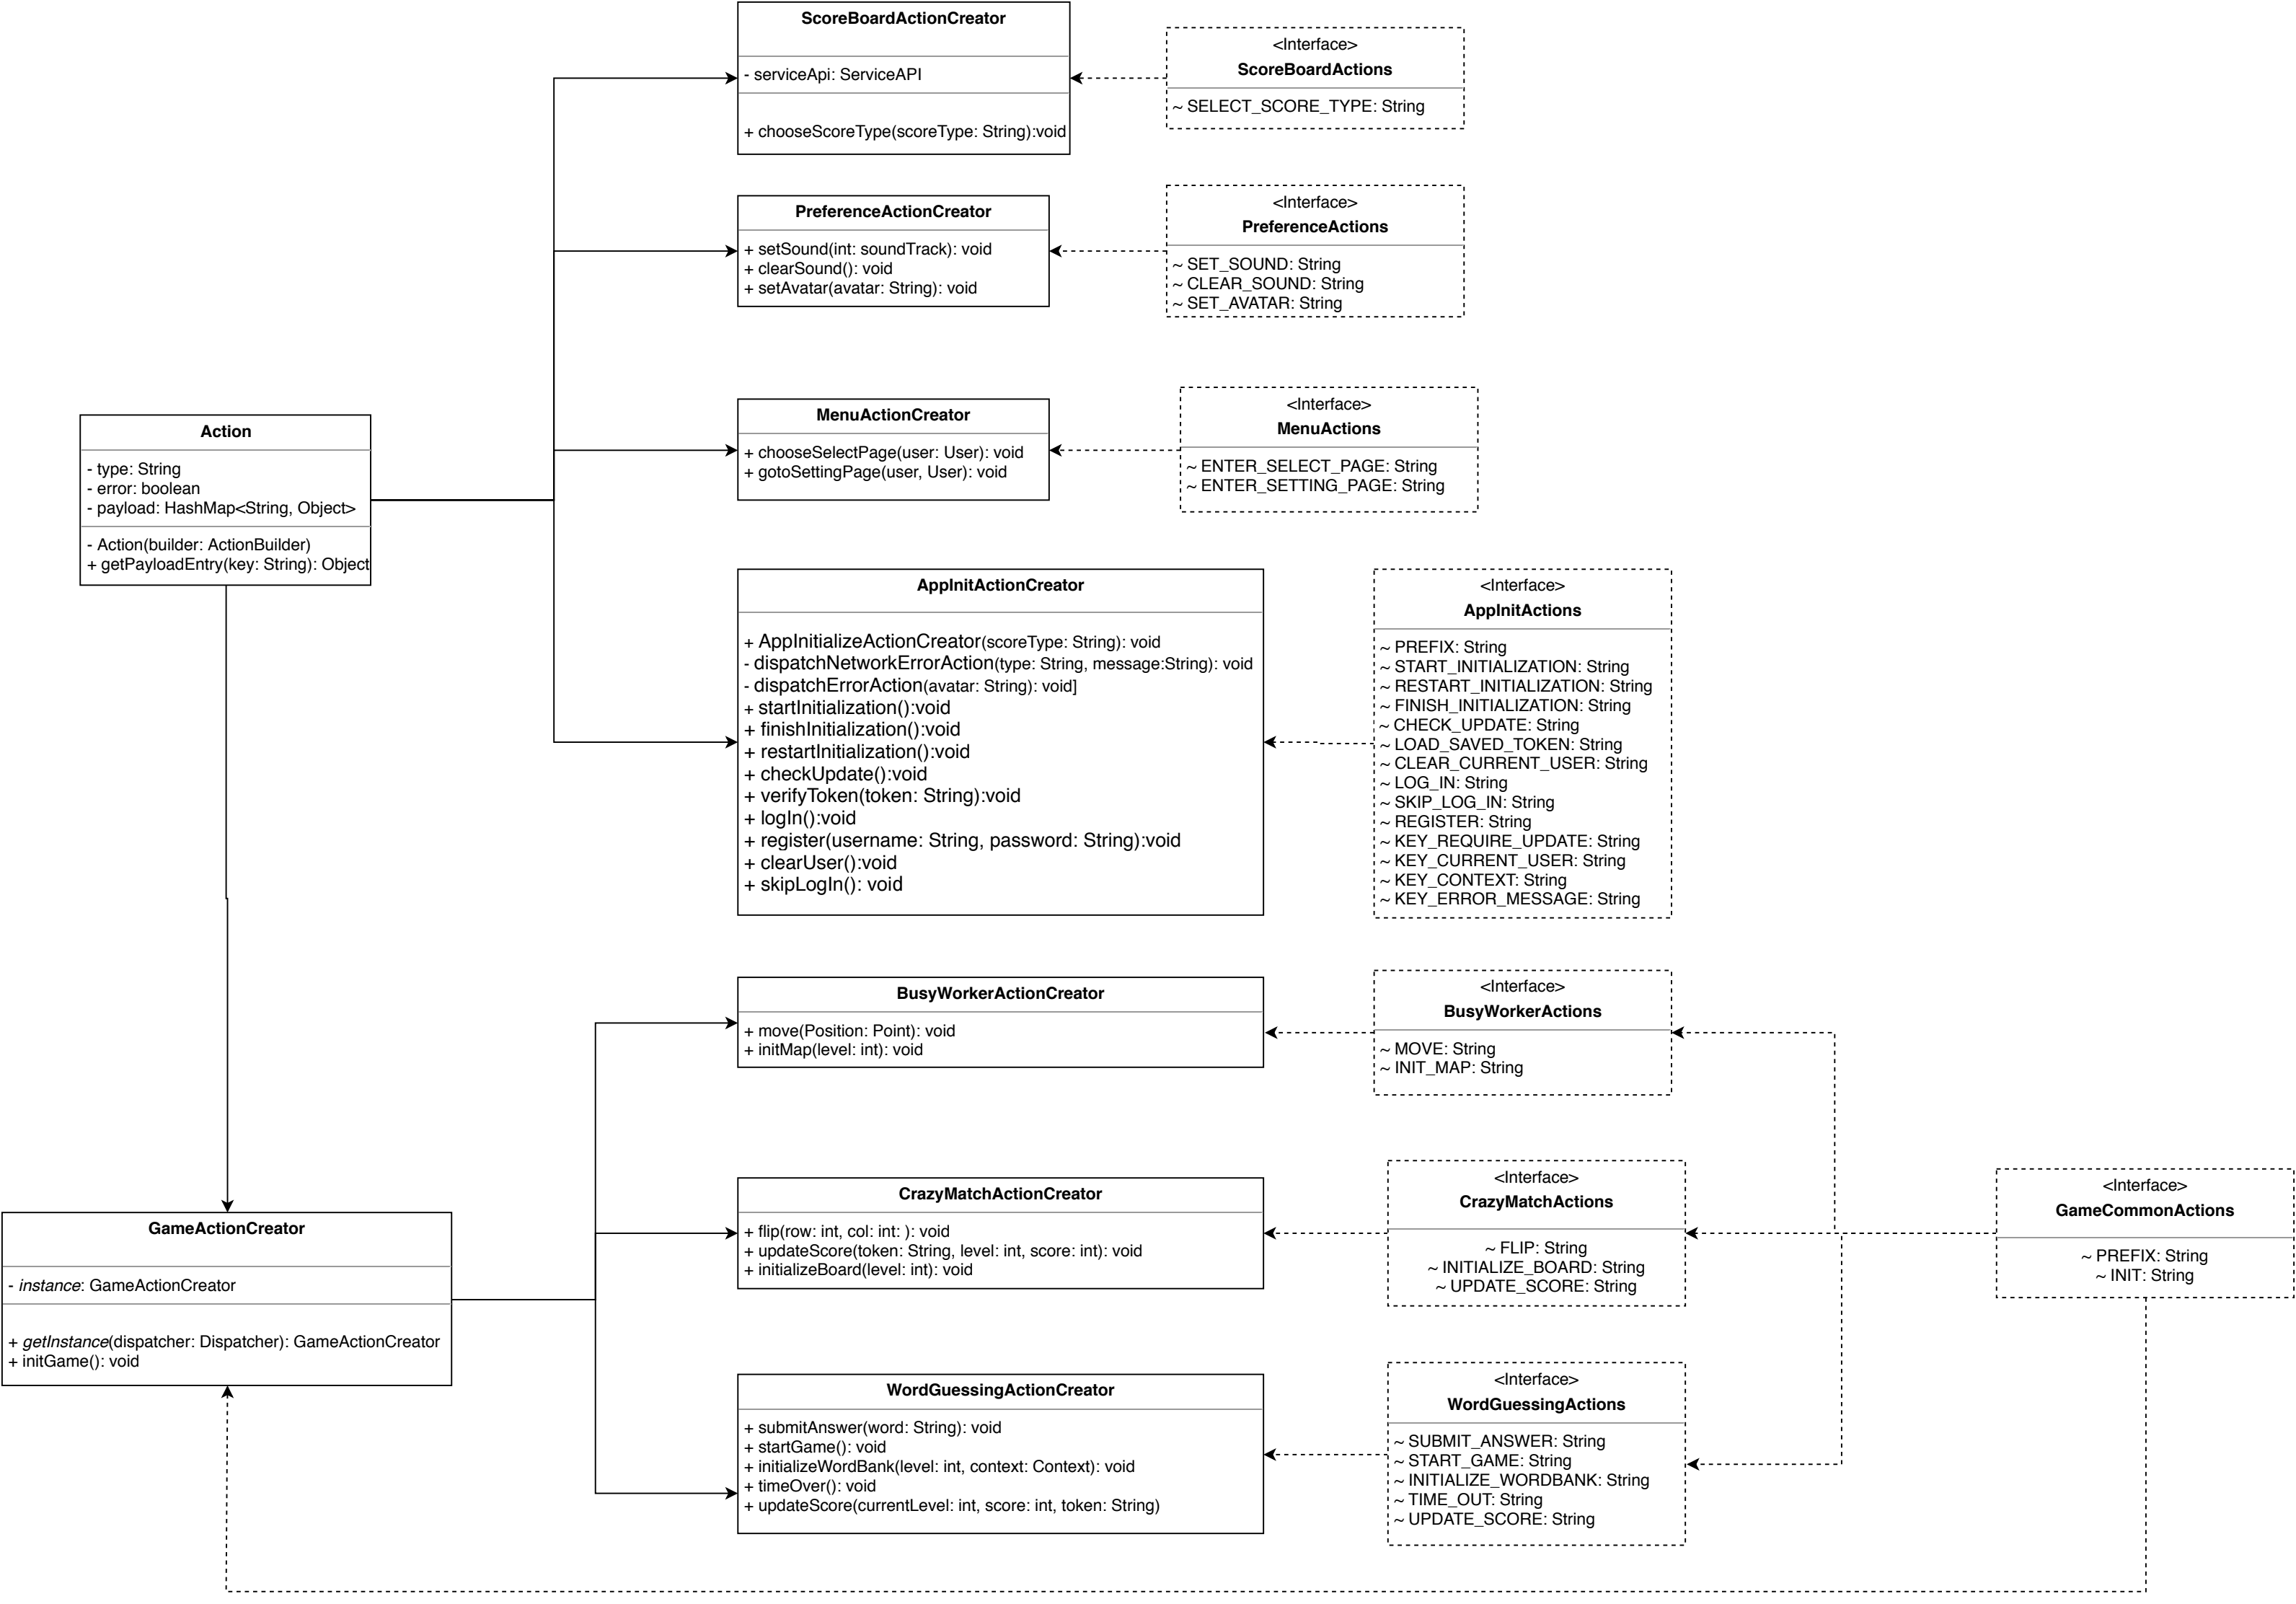 ScoreBoardActionCreator
- serviceApi: ServiceAPI
+ chooseScoreType(scoreType: String):void
<Interface>
ScoreBoardActions
~ SELECT_SCORE_TYPE: String
PreferenceActionCreator
+ setSound(int: soundTrack): void
+ clearSound(): void
+ setAvatar(avatar: String): void
<Interface>
PreferenceActions
~ SET_SOUND: String
~ CLEAR_SOUND: String
~ SET_AVATAR: String
MenuActionCreator
+ chooseSelectPage(user: User): void
+ gotoSettingPage(user, User): void
<Interface>
MenuActions
~ ENTER_SELECT_PAGE: String
~ ENTER_SETTING_PAGE: String
Action
- type: String
- error: boolean
- payload: HashMap<String, Object>
- Action(builder: ActionBuilder)
+ getPayloadEntry(key: String): Object
AppInitActionCreator
+ AppInitializeActionCreator(scoreType: String): void
- dispatchNetworkErrorAction(type: String, message:String): void
- dispatchErrorAction(avatar: String): void]
+ startInitialization():void
+ finishInitialization():void
+ restartInitialization():void
+ checkUpdate():void
+ verifyToken(token: String):void
+ logIn():void
+ register(username: String, password: String):void
+ clearUser():void
+ skipLogIn(): void
<Interface>
AppInitActions
~ PREFIX: String
~ START_INITIALIZATION: String
~ RESTART_INITIALIZATION: String
~ FINISH_INITIALIZATION: String
~ CHECK_UPDATE: String
~ LOAD_SAVED_TOKEN: String
~ CLEAR_CURRENT_USER: String
~ LOG_IN: String
~ SKIP_LOG_IN: String
~ REGISTER: String
~ KEY_REQUIRE_UPDATE: String
~ KEY_CURRENT_USER: String
~ KEY_CONTEXT: String
~ KEY_ERROR_MESSAGE: String
BusyWorkerActionCreator
+ move(Position: Point): void
+ initMap(level: int): void
<Interface>
BusyWorkerActions
~ MOVE: String
~ INIT_MAP: String
CrazyMatchActionCreator
+ flip(row: int, col: int: ): void
+ updateScore(token: String, level: int, score: int): void
+ initializeBoard(level: int): void
<Interface>
CrazyMatchActions
~ FLIP: String
~ INITIALIZE_BOARD: String
~ UPDATE_SCORE: String
<Interface>
GameCommonActions
~ PREFIX: String
~ INIT: String
GameActionCreator
- instance: GameActionCreator
+ getInstance(dispatcher: Dispatcher): GameActionCreator
+ initGame(): void
WordGuessingActionCreator
+ submitAnswer(word: String): void
+ startGame(): void
+ initializeWordBank(level: int, context: Context): void
+ timeOver(): void
+ updateScore(currentLevel: int, score: int, token: String)
<Interface>
WordGuessingActions
~ SUBMIT_ANSWER: String
~ START_GAME: String
~ INITIALIZE_WORDBANK: String
~ TIME_OUT: String
~ UPDATE_SCORE: String